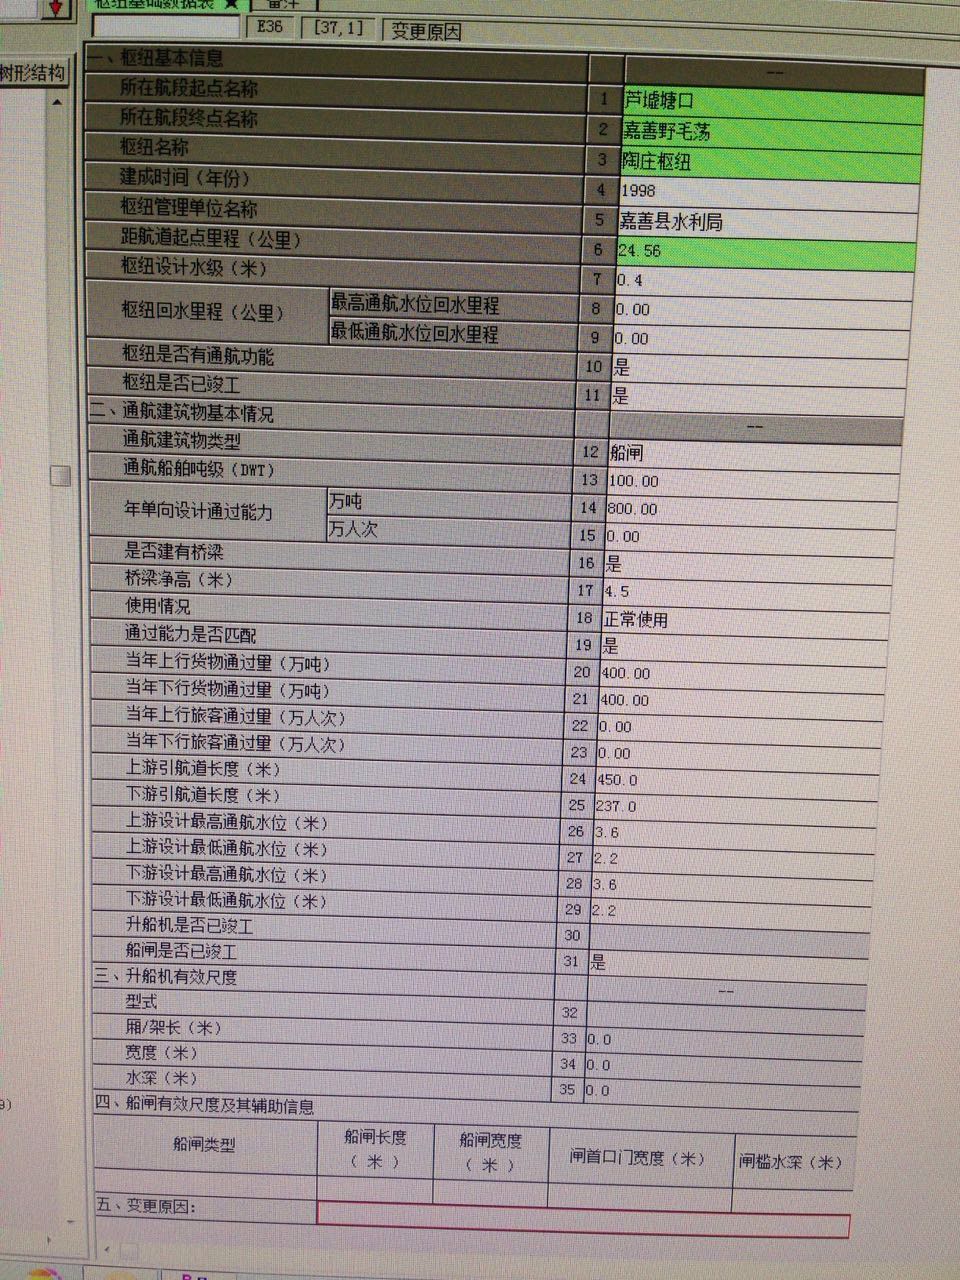 枢纽基础数据表 ★ 备注
E36 [37,1] 变更原因
树形结构
一、枢纽基本信息 --
所在航段起点名称 1 芦墟塘口
所在航段终点名称 2 嘉善野毛荡
枢纽名称 3 陶庄枢纽
建成时间（年份） 4 1998
枢纽管理单位名称 5 嘉善县水利局
距航道起点里程（公里） 6 24.56
枢纽设计水级（米） 7 0.4
枢纽回水里程（公里） 最高通航水位回水里程 8 0.00
最低通航水位回水里程 9 0.00
枢纽是否有通航功能 10 是
枢纽是否已竣工 11 是
二、通航建筑物基本情况 --
通航建筑物类型 12 船闸
通航船舶吨级（DWT） 13 100.00
年单向设计通过能力 万吨 14 800.00
万人次 15 0.00
是否建有桥梁 16 是
桥梁净高（米） 17 4.5
使用情况 18 正常使用
通过能力是否匹配 19 是
当年上行货物通过量（万吨） 20 400.00
当年下行货物通过量（万吨） 21 400.00
当年上行旅客通过量（万人次） 22 0.00
当年下行旅客通过量（万人次） 23 0.00
上游引航道长度（米） 24 450.0
下游引航道长度（米） 25 237.0
上游设计最高通航水位（米） 26 3.6
上游设计最低通航水位（米） 27 2.2
下游设计最高通航水位（米） 28 3.6
下游设计最低通航水位（米） 29 2.2
升船机是否已竣工 30
船闸是否已竣工 31 是
三、升船机有效尺度 --
型式 32
厢/架长（米） 33 0.0
宽度（米） 34 0.0
水深（米） 35 0.0
9）
四、船闸有效尺度及其辅助信息
船闸类型 船闸长度（米） 船闸宽度（米） 闸首口门宽度（米） 闸槛水深（米）
五、变更原因：